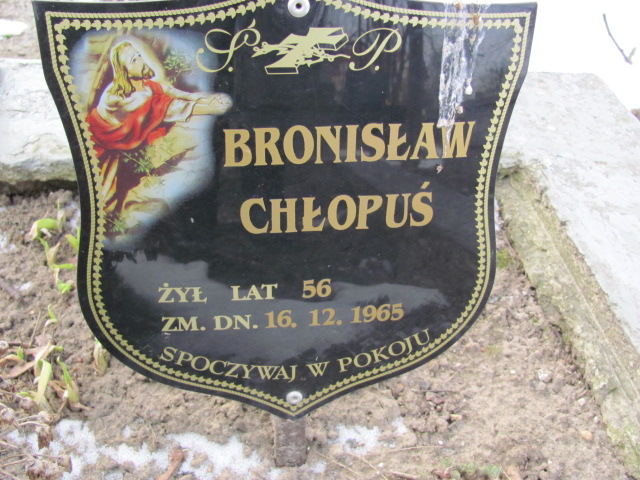 Ś. P.
BRONISŁAW
CHŁOPUŚ
ŻYŁ LAT 56
ZM. DN. 16. 12. 1965
SPOCZYWAJ W POKOJU